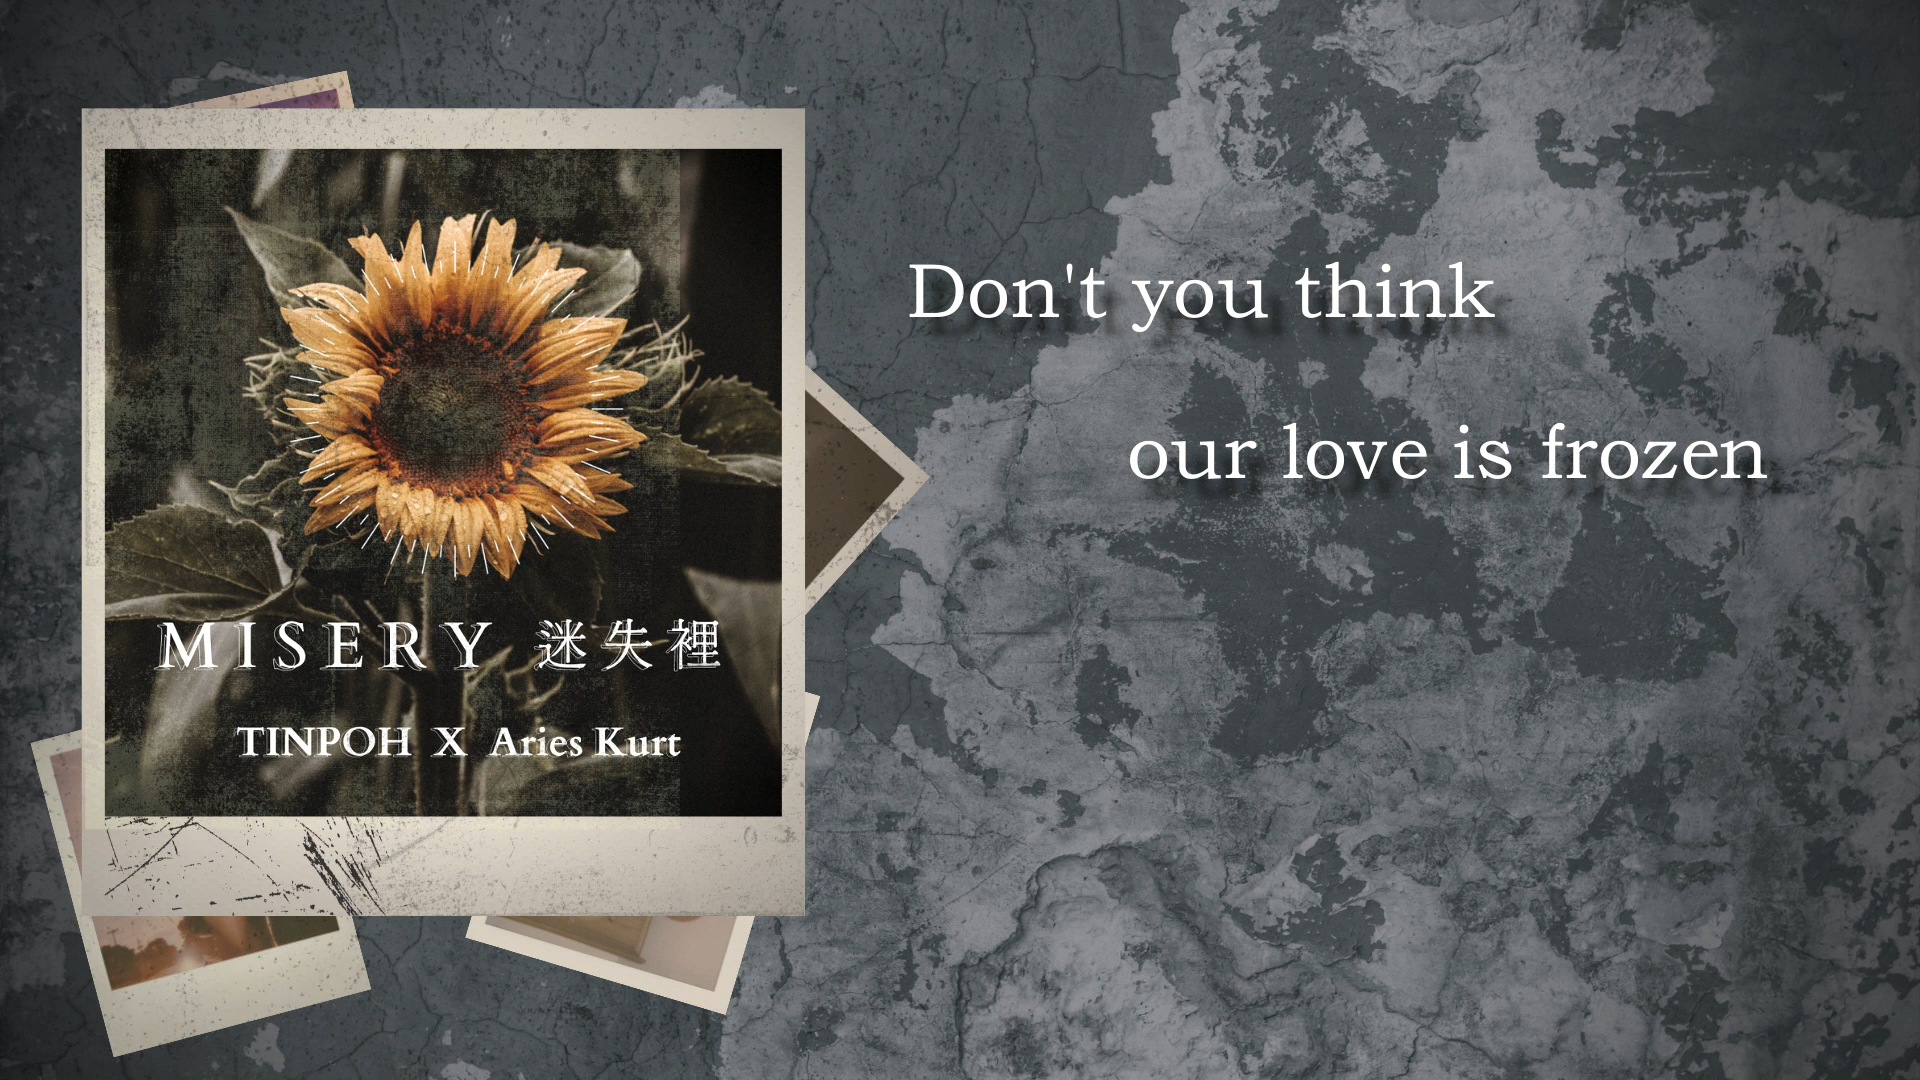 MISERY 迷失裡
TINPOH X Aries Kurt
Don't you think
our love is frozen